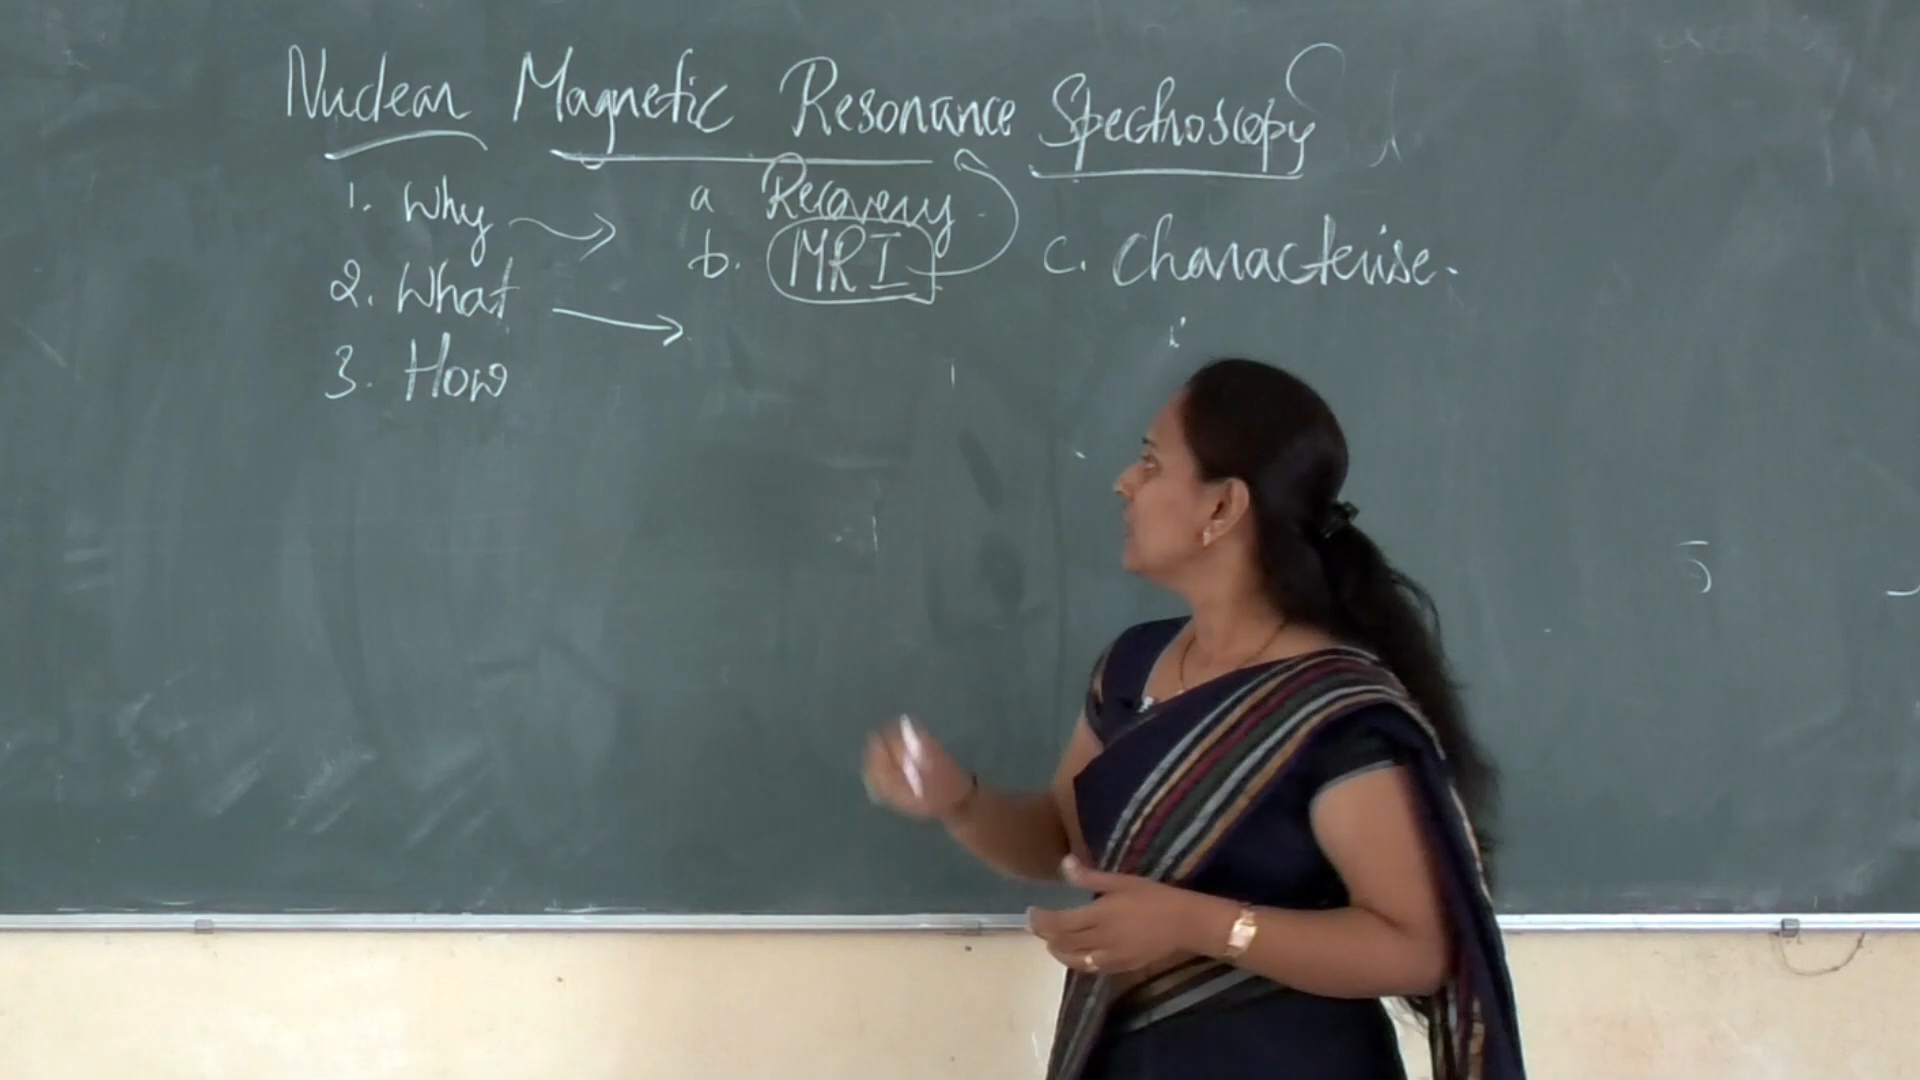 Nuclear Magnetic Resonance Spectroscopy
1. Why → a Recovery
b. MRI c. Characterise.
2. What →
3. How